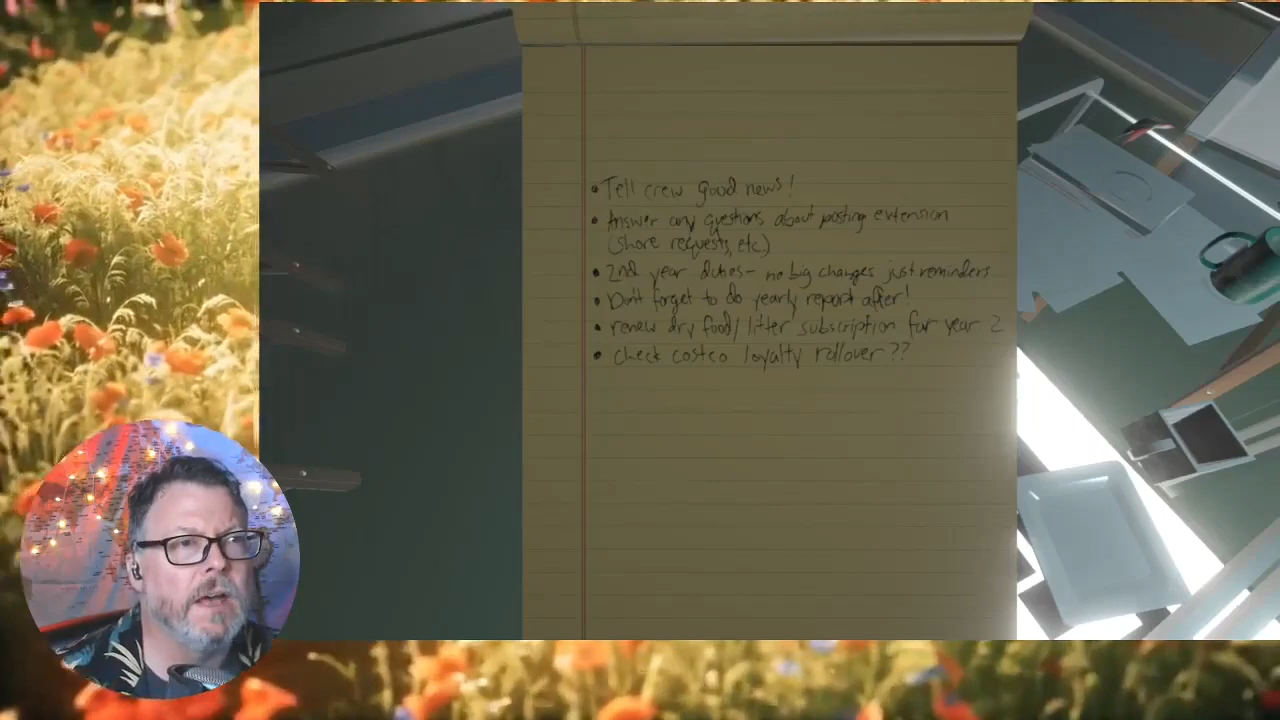 • Tell crew good news!
• Answer any questions about posting extension
(shore requests, etc.)
• 2nd year duties - no big changes just reminders
• Don't forget to do yearly report after!
• renew dry food/litter subscription for year 2
• check costco loyalty rollover??